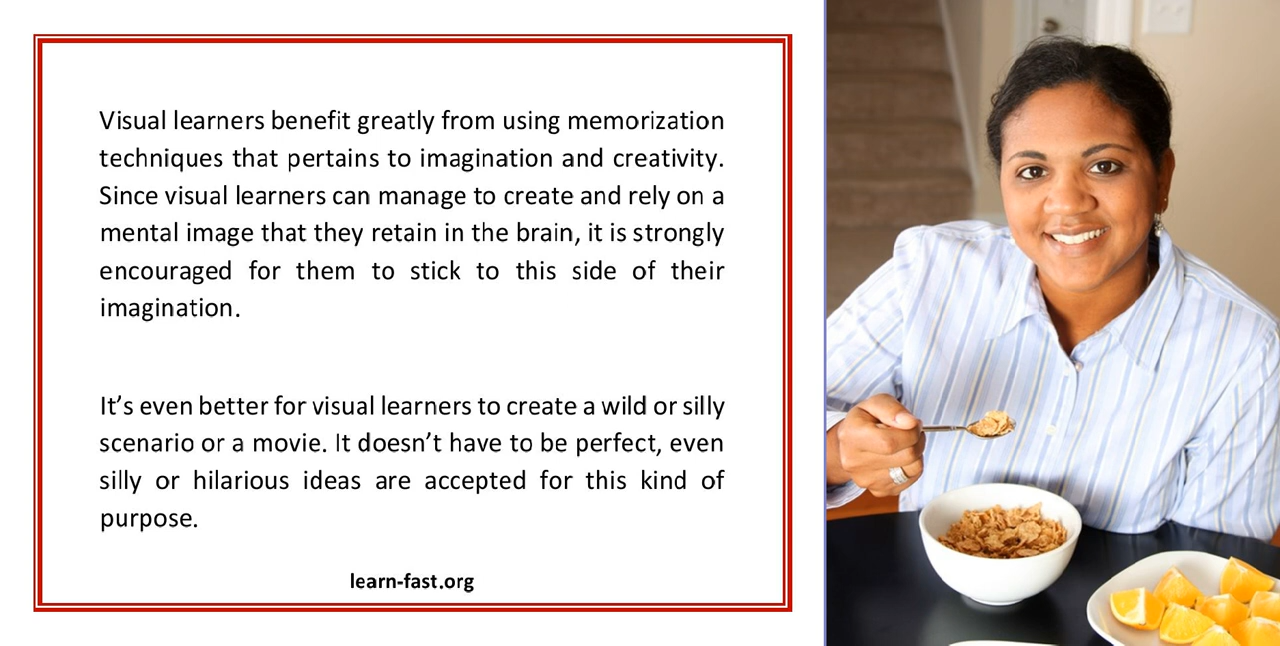 Visual learners benefit greatly from using memorization
techniques that pertains to imagination and creativity.
Since visual learners can manage to create and rely on a
mental image that they retain in the brain, it is strongly
encouraged for them to stick to this side of their
imagination.
It’s even better for visual learners to create a wild or silly
scenario or a movie. It doesn’t have to be perfect, even
silly or hilarious ideas are accepted for this kind of
purpose.
learn-fast.org